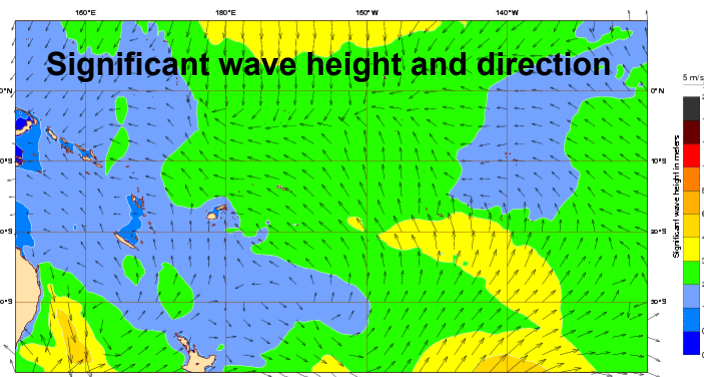 160°E 180°E 160°W 140°W
Significant wave height and direction
5 m/s
0°N
10°S
20°S
30°S
Significant wave height in meters